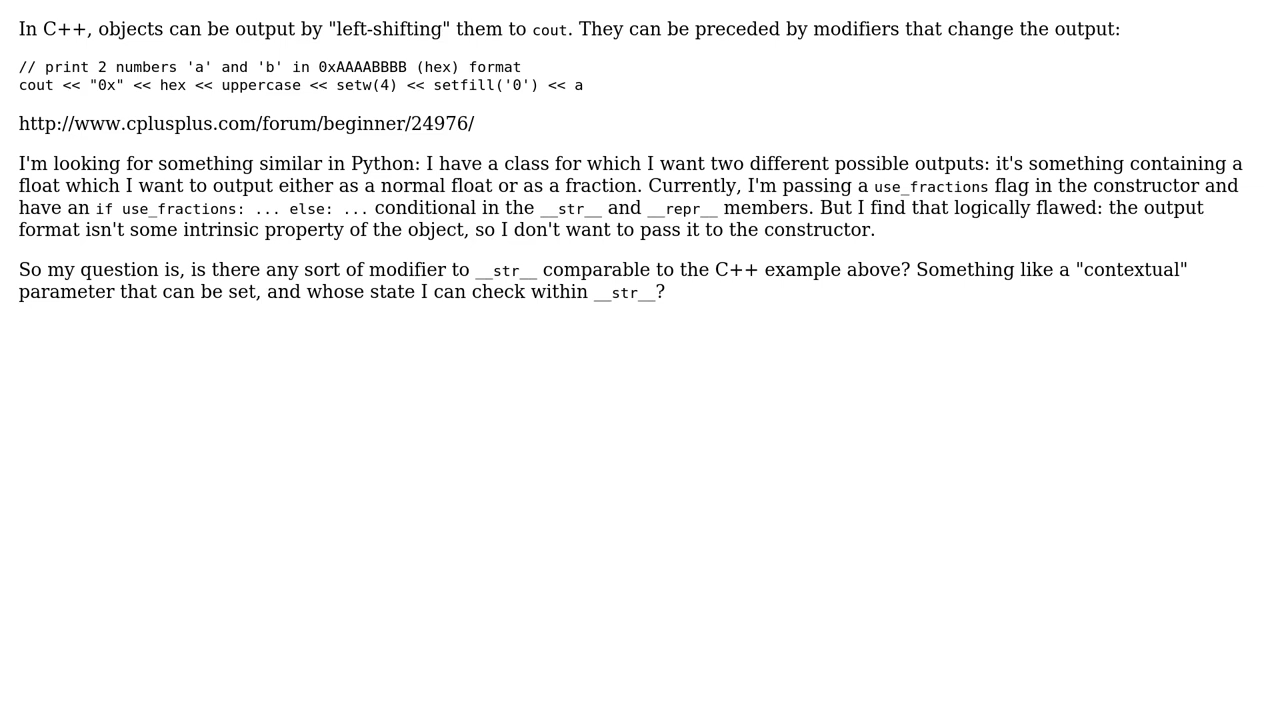 In C++, objects can be output by "left-shifting" them to cout. They can be preceded by modifiers that change the output:
// print 2 numbers 'a' and 'b' in 0xAAAABBBB (hex) format
cout << "0x" << hex << uppercase << setw(4) << setfill('0') << a
http://www.cplusplus.com/forum/beginner/24976/
I'm looking for something similar in Python: I have a class for which I want two different possible outputs: it's something containing a
float which I want to output either as a normal float or as a fraction. Currently, I'm passing a use_fractions flag in the constructor and
have an if use_fractions: ... else: ... conditional in the __str__ and __repr__ members. But I find that logically flawed: the output
format isn't some intrinsic property of the object, so I don't want to pass it to the constructor.
So my question is, is there any sort of modifier to __str__ comparable to the C++ example above? Something like a "contextual"
parameter that can be set, and whose state I can check within __str__?